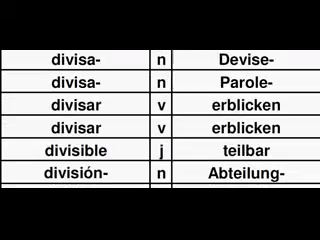 divisa- n Devise-
divisa- n Parole-
divisar v erblicken
divisar v erblicken
divisible j teilbar
división- n Abteilung-